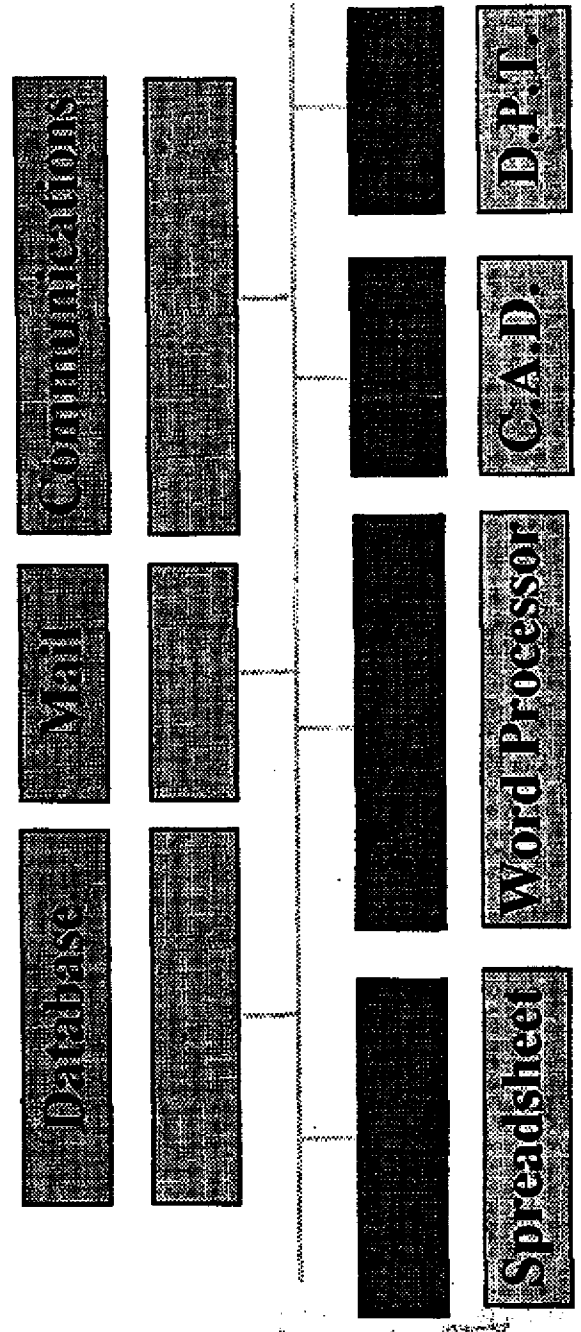 Database
Mail
Communications
Spreadsheet
Word Processor
C.A.D.
D.P.T.